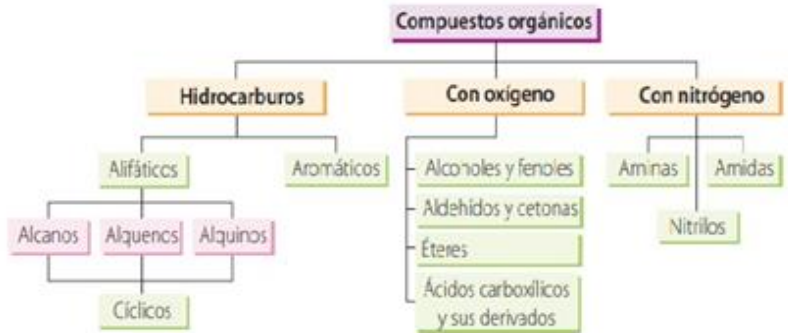 Compuestos orgánicos
Hidrocarburos
Con oxígeno
Con nitrógeno
Alifáticos
Aromáticos
Alcoholes y fenoles
Aminas
Amidas
Aldehídos y cetonas
Alcanos
Alquenos
Alquinos
Nitrilos
Éteres
Cíclicos
Ácidos carboxílicos
y sus derivados